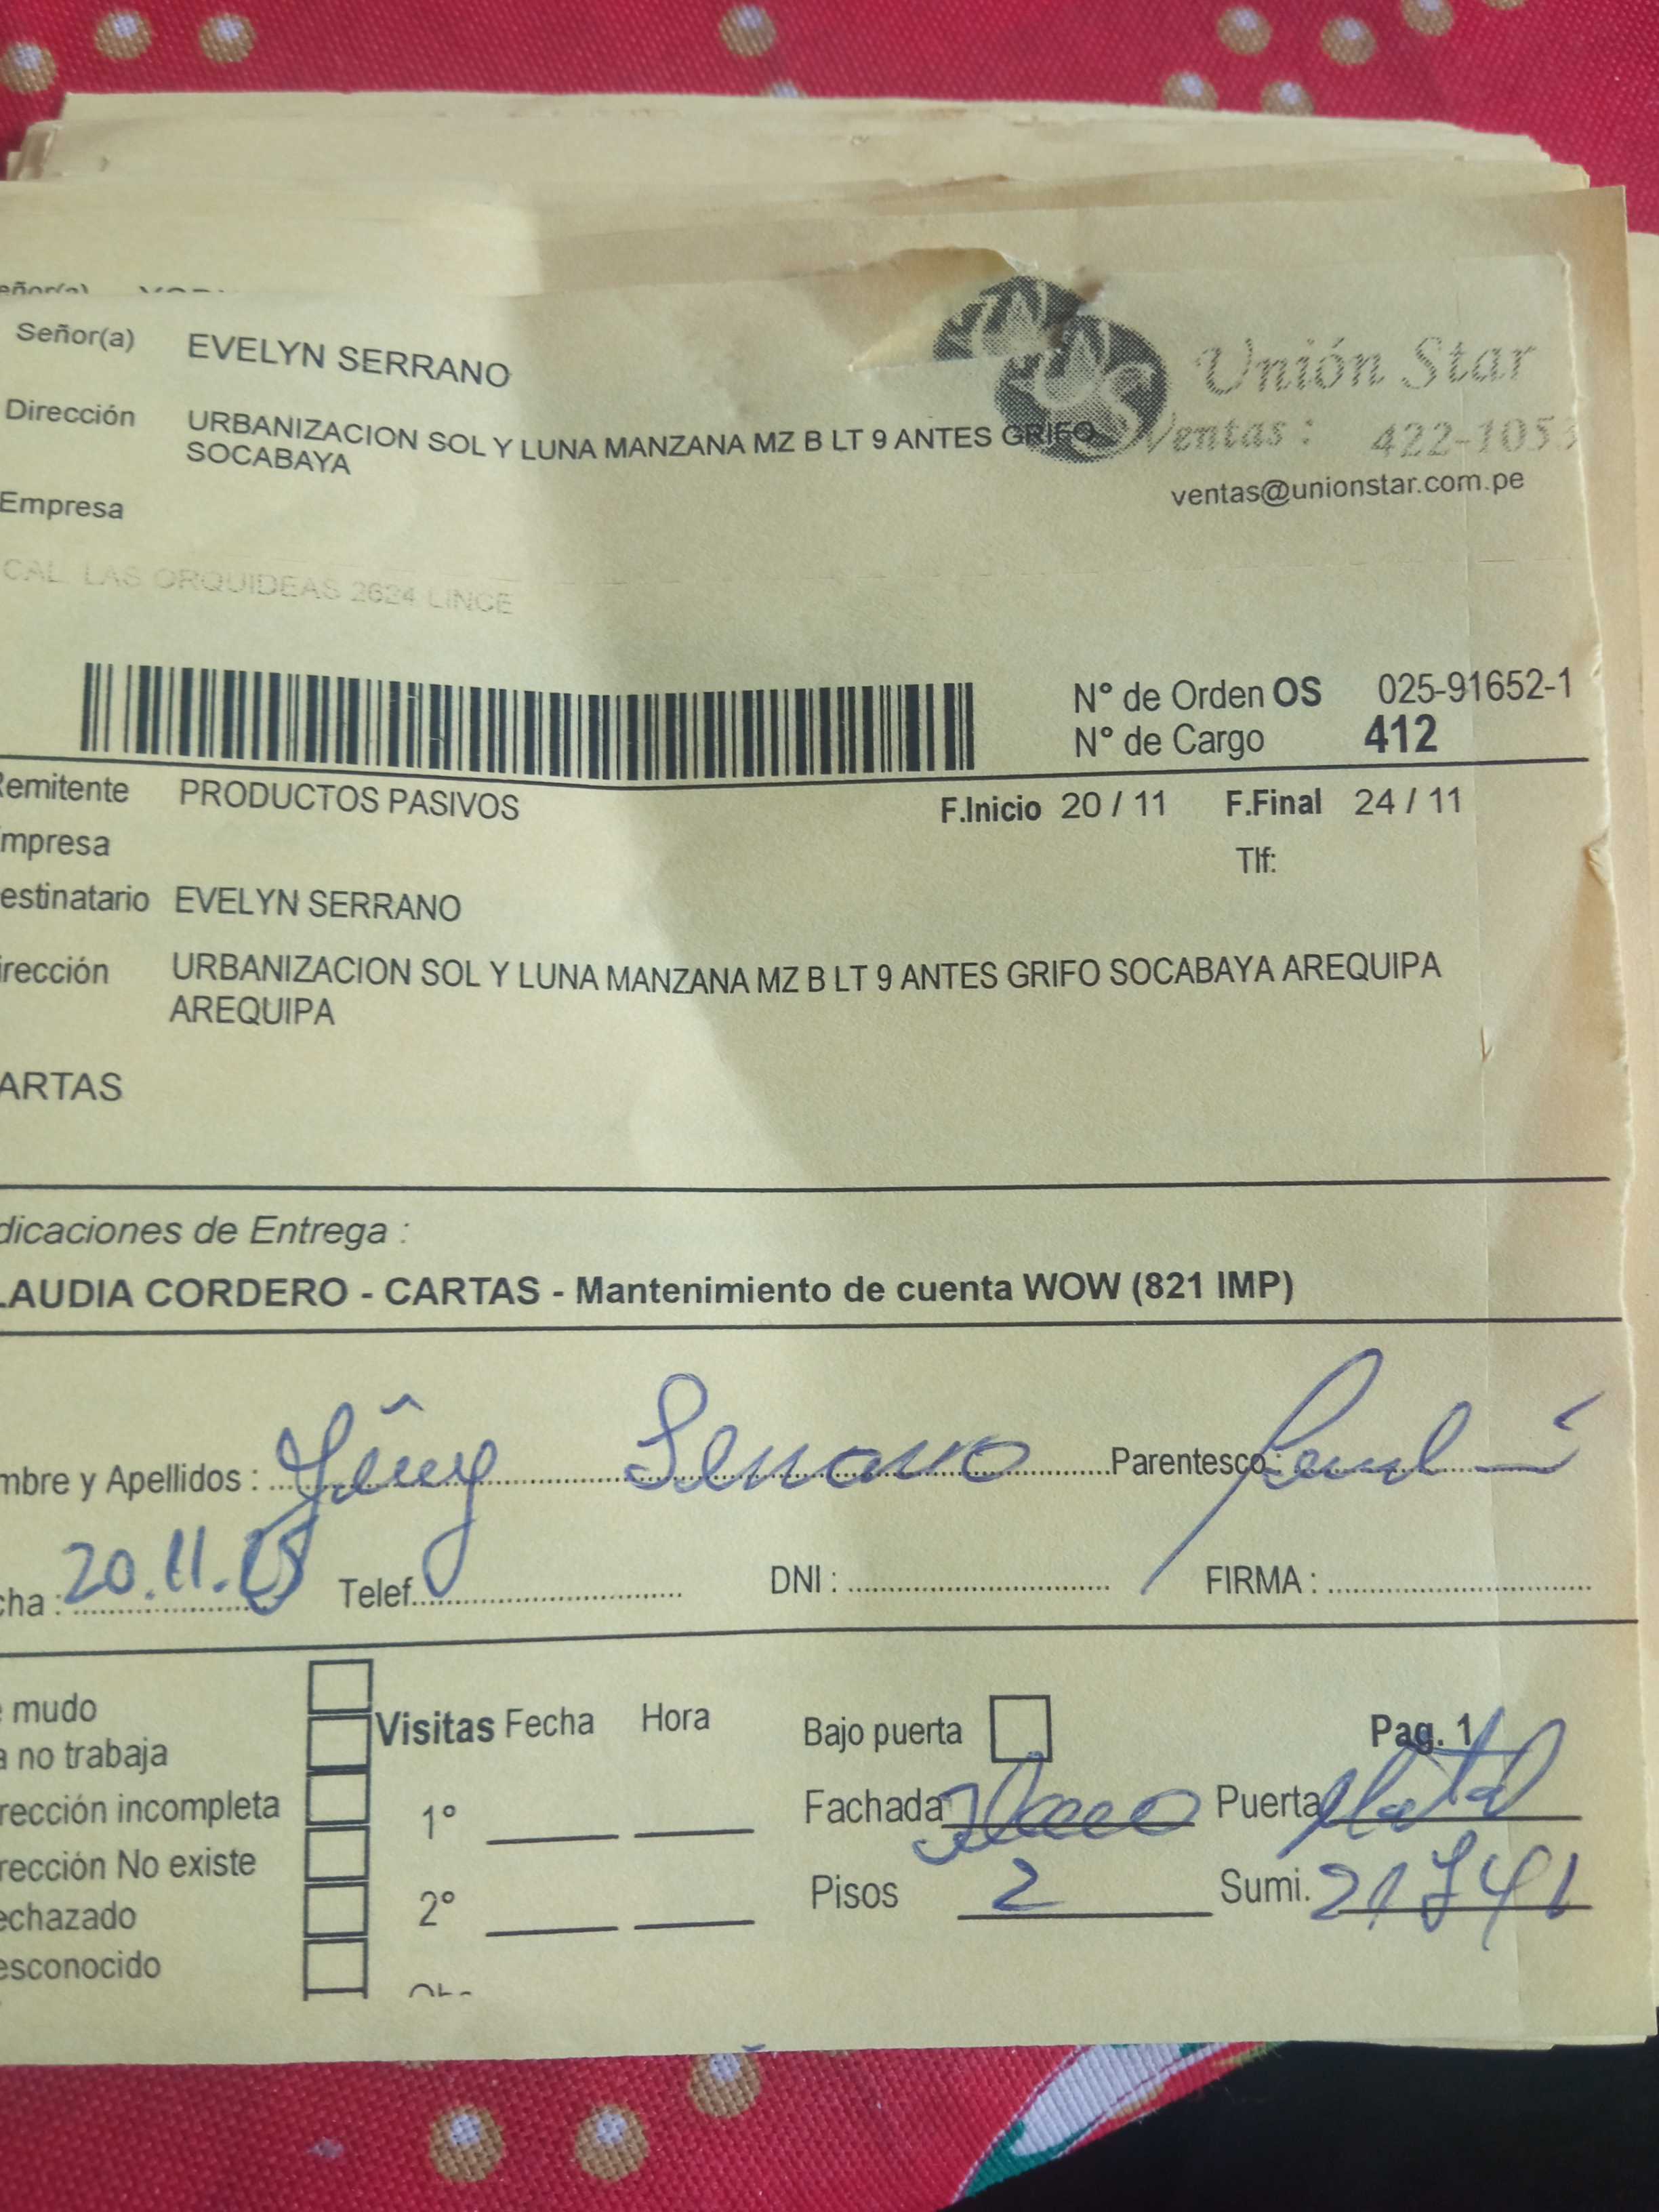 Señor(a) EVELYN SERRANO
Dirección URBANIZACION SOL Y LUNA MANZANA MZ B LT 9 ANTES GRIFO
SOCABAYA
Empresa
CAL. LAS ORQUIDEAS 2624 LINCE
Unión Star
Ventas: 422-1053
ventas@unionstar.com.pe
N° de Orden OS 025-91652-1
N° de Cargo 412
Remitente PRODUCTOS PASIVOS F.Inicio 20 / 11 F.Final 24 / 11
mpresa Tlf:
estinatario EVELYN SERRANO
irección URBANIZACION SOL Y LUNA MANZANA MZ B LT 9 ANTES GRIFO SOCABAYA AREQUIPA
AREQUIPA
ARTAS
dicaciones de Entrega :
LAUDIA CORDERO - CARTAS - Mantenimiento de cuenta WOW (821 IMP)
mbre y Apellidos : Serrano Parentesco:
cha : 20.11. Telef. DNI : FIRMA :
mudo
a no trabaja
rección incompleta
rección No existe
echazado
esconocido
Visitas Fecha Hora
1°
2°
Bajo puerta Pag. 1
Fachada Puerta Metal
Pisos 2 Sumi. 21741